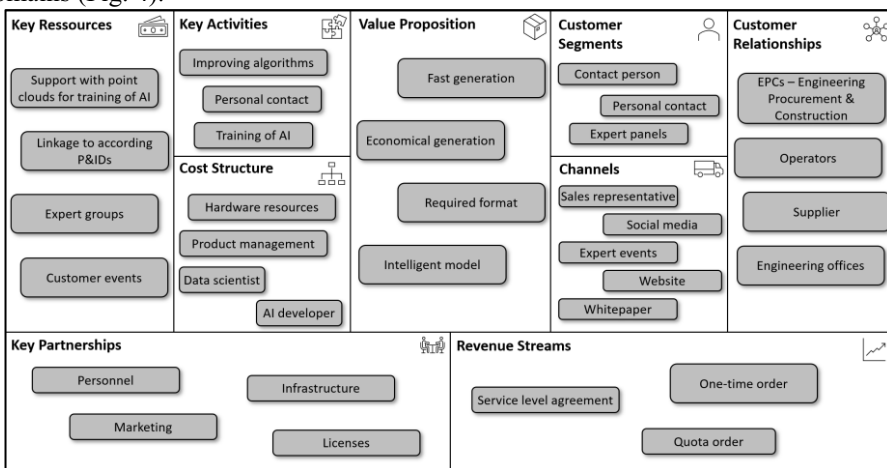 mains (Fig. 4).
Key Ressources
Support with point
clouds for training of AI
Linkage to according
P&IDs
Expert groups
Customer events
Key Activities
Improving algorithms
Personal contact
Training of AI
Cost Structure
Hardware resources
Product management
Data scientist
AI developer
Value Proposition
Fast generation
Economical generation
Required format
Intelligent model
Customer
Segments
Contact person
Personal contact
Expert panels
Channels
Sales representative
Social media
Expert events
Website
Whitepaper
Customer
Relationships
EPCs – Engineering
Procurement &
Construction
Operators
Supplier
Engineering offices
Key Partnerships
Personnel
Infrastructure
Marketing
Licenses
Revenue Streams
One-time order
Service level agreement
Quota order